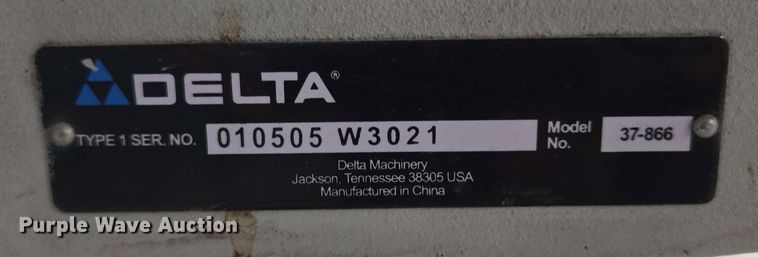 DELTA®
TYPE 1 SER. NO. 010505 W3021 Model No. 37-866
Delta Machinery
Jackson, Tennessee 38305 USA
Manufactured in China
Purple Wave Auction